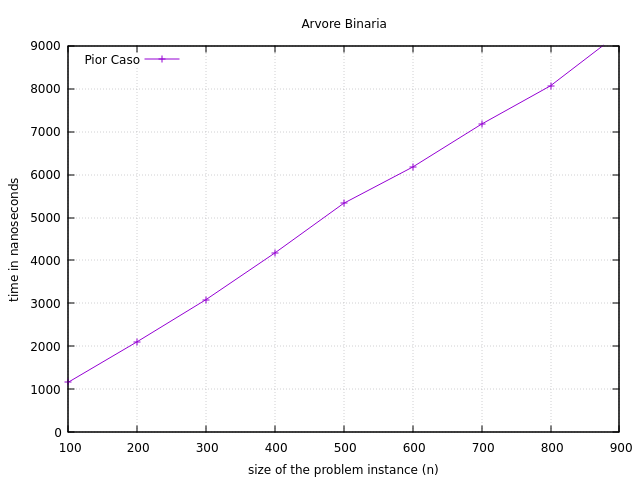 Arvore Binaria
Pior Caso
9000
8000
7000
6000
5000
4000
3000
2000
1000
0
time in nanoseconds
100 200 300 400 500 600 700 800 900
size of the problem instance (n)